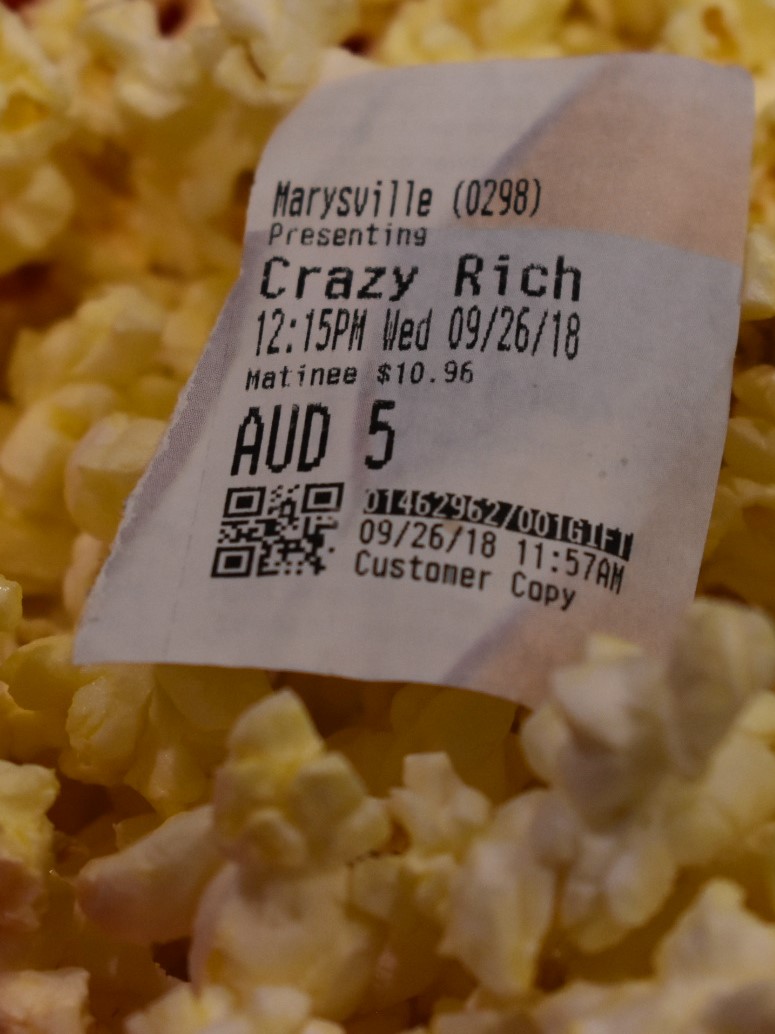 Marysville (0298)
Presenting
Crazy Rich
12:15PM Wed 09/26/18
Matinee $10.96
AUD 5
01462962/001GIFT
09/26/18 11:57AM
Customer Copy